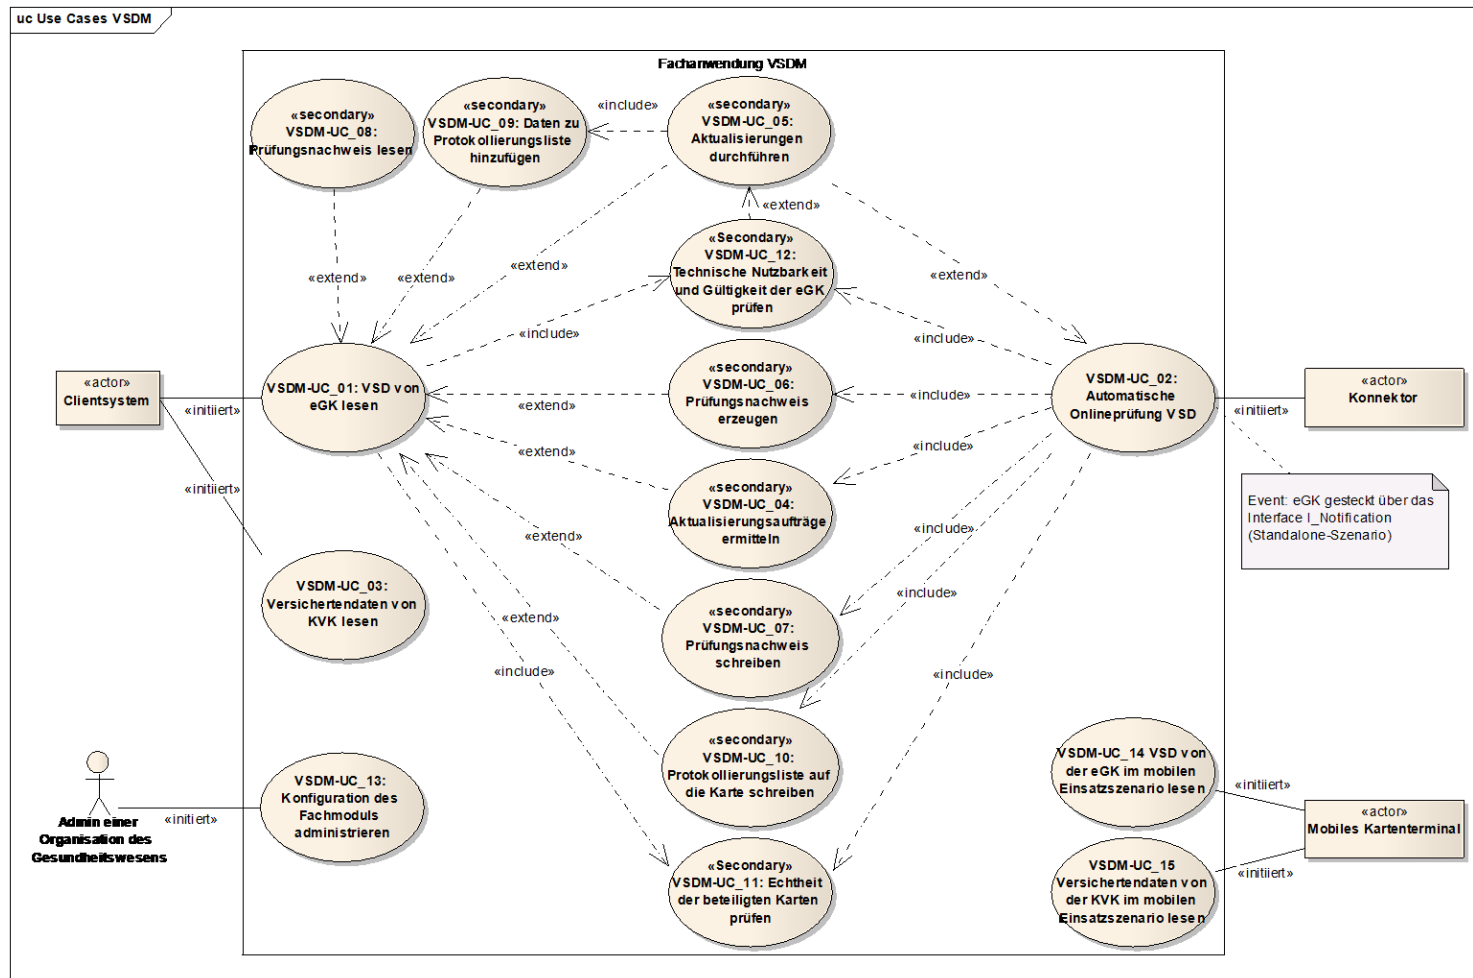 uc Use Cases VSDM
Fachanwendung VSDM
«secondary»
VSDM-UC_08:
Prüfungsnachweis lesen
«secondary»
VSDM-UC_09: Daten zu
Protokollierungsliste
hinzufügen
«include»
«secondary»
VSDM-UC_05:
Aktualisierungen
durchführen
«extend»
«Secondary»
VSDM-UC_12:
Technische Nutzbarkeit
und Gültigkeit der eGK
prüfen
«extend»
«extend»
«extend»
«extend»
«include»
«include»
«actor»
Clientsystem
«initiiert»
VSDM-UC_01: VSD von
eGK lesen
«extend»
«secondary»
VSDM-UC_06:
Prüfungsnachweis
erzeugen
«include»
VSDM-UC_02:
Automatische
Onlineprüfung VSD
«initiiert»
«actor»
Konnektor
«initiiert»
«extend»
«secondary»
VSDM-UC_04:
Aktualisierungsaufträge
ermitteln
«include»
Event: eGK gesteckt über das
Interface I_Notification
(Standalone-Szenario)
«extend»
«include»
VSDM-UC_03:
Versichertendaten von
KVK lesen
«extend»
«secondary»
VSDM-UC_07:
Prüfungsnachweis
schreiben
«include»
«include»
«include»
«secondary»
VSDM-UC_10:
Protokollierungsliste auf
die Karte schreiben
Admin einer
Organisation des
Gesundheitswesens
«initiert»
VSDM-UC_13:
Konfiguration des
Fachmoduls
administrieren
VSDM-UC_14 VSD von
der eGK im mobilen
Einsatzszenario lesen
«initiiert»
«actor»
Mobiles Kartenterminal
«initiiert»
«Secondary»
VSDM-UC_11: Echtheit
der beteiligten Karten
prüfen
VSDM-UC_15
Versichertendaten von
der KVK im mobilen
Einsatzszenario lesen